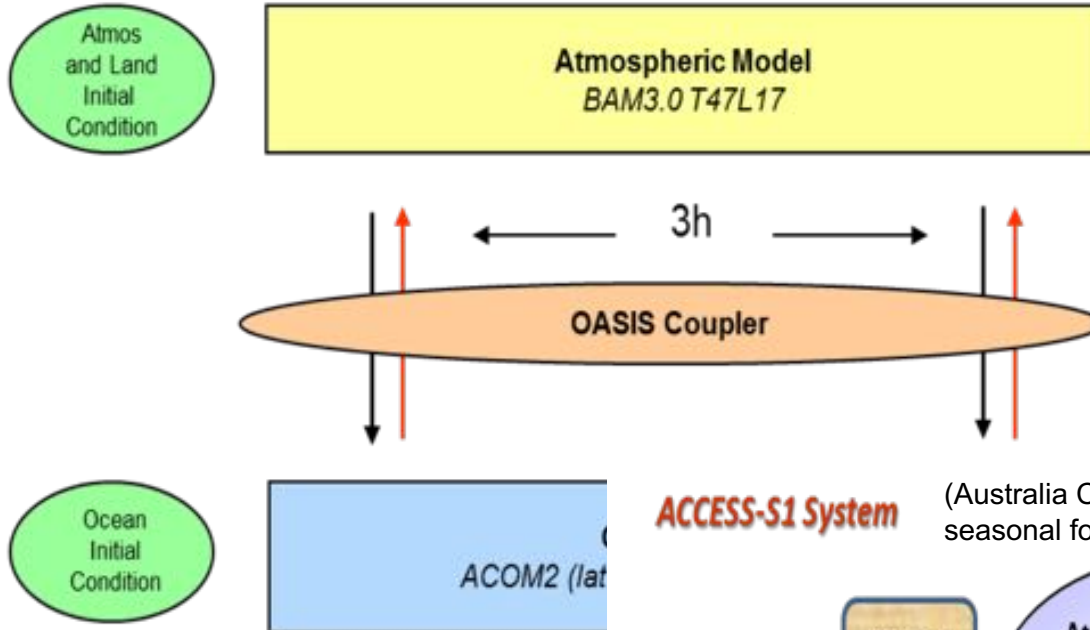 Atmos
and Land
Initial
Condition
Atmospheric Model
BAM3.0 T47L17
3h
OASIS Coupler
Ocean
Initial
Condition
ACOM2 (lat
ACCESS-S1 System
(Australia C
seasonal fo